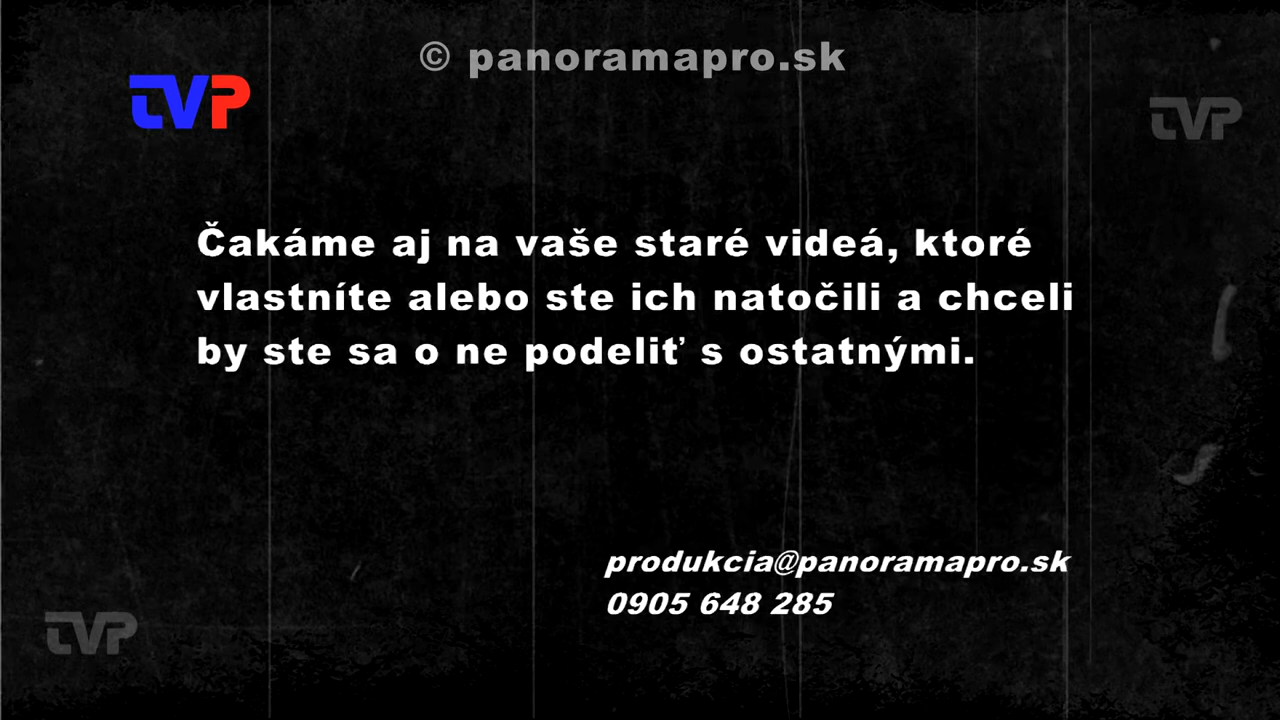 © panoramapro.sk
TVP
TVP
Čakáme aj na vaše staré videá, ktoré
vlastníte alebo ste ich natočili a chceli
by ste sa o ne podeliť s ostatnými.
produkcia@panoramapro.sk
0905 648 285
TVP